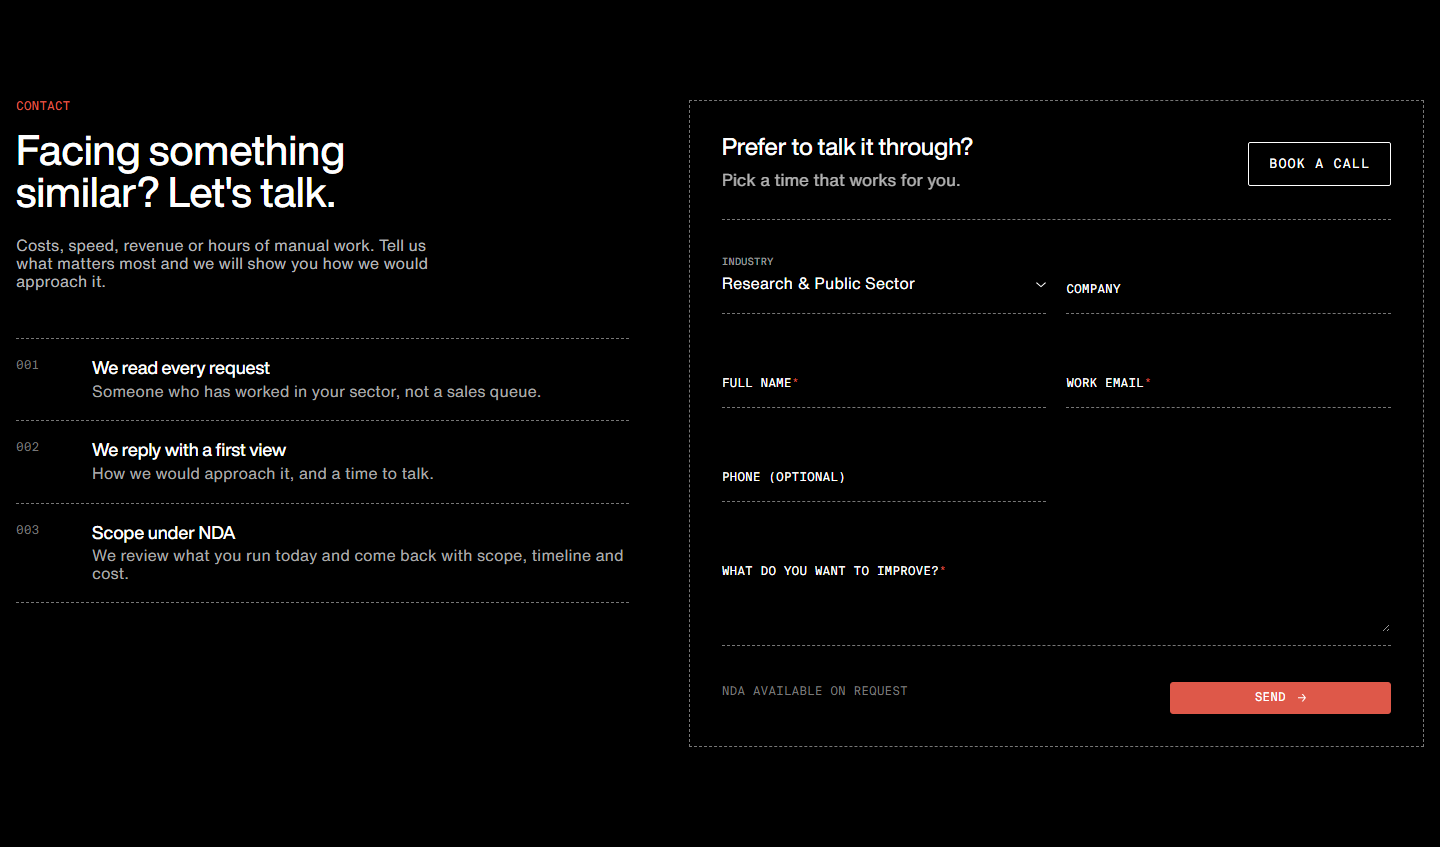 CONTACT
Facing something
similar? Let's talk.
Costs, speed, revenue or hours of manual work. Tell us
what matters most and we will show you how we would
approach it.
001
We read every request
Someone who has worked in your sector, not a sales queue.
002
We reply with a first view
How we would approach it, and a time to talk.
003
Scope under NDA
We review what you run today and come back with scope, timeline and
cost.
Prefer to talk it through?
Pick a time that works for you.
BOOK A CALL
INDUSTRY
Research & Public Sector
COMPANY
FULL NAME*
WORK EMAIL*
PHONE (OPTIONAL)
WHAT DO YOU WANT TO IMPROVE?*
NDA AVAILABLE ON REQUEST
SEND →